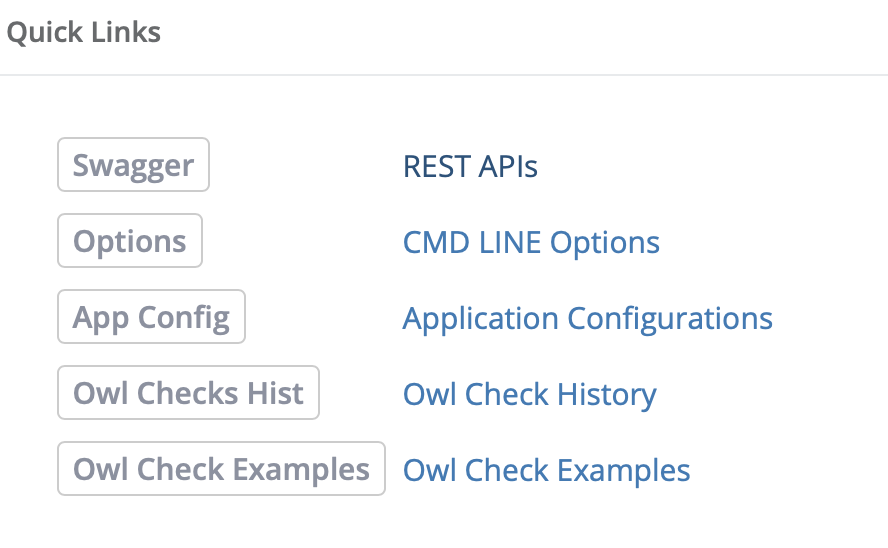 Quick Links
Swagger REST APIs
Options CMD LINE Options
App Config Application Configurations
Owl Checks Hist Owl Check History
Owl Check Examples Owl Check Examples